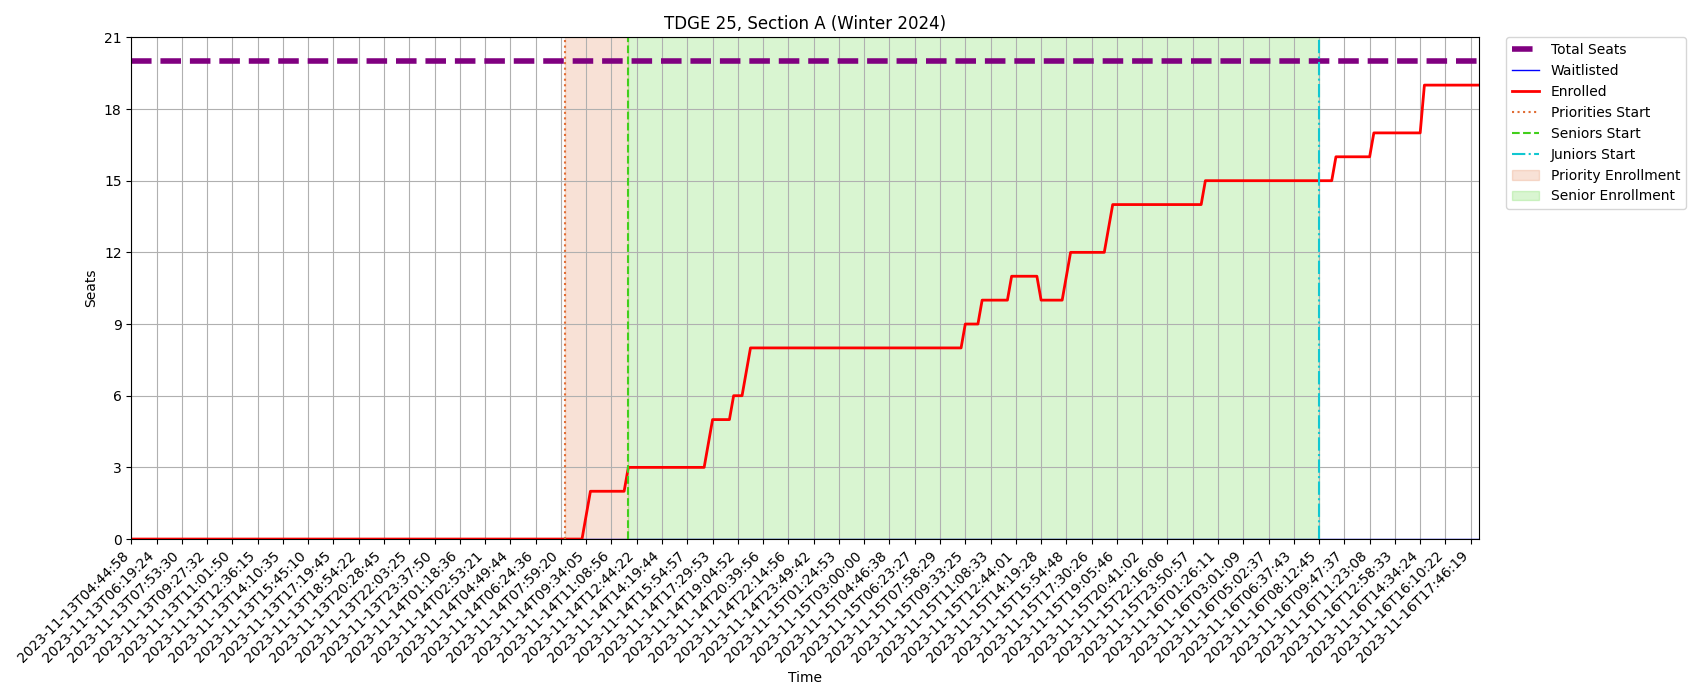 TDGE 25, Section A (Winter 2024)
21
18
15
12
9
6
3
0
Seats
Total Seats
Waitlisted
Enrolled
Priorities Start
Seniors Start
Juniors Start
Priority Enrollment
Senior Enrollment
2023-11-13T04:44:58
2023-11-13T06:19:24
2023-11-13T07:53:30
2023-11-13T09:27:32
2023-11-13T11:01:50
2023-11-13T12:36:15
2023-11-13T14:10:35
2023-11-13T15:45:10
2023-11-13T17:19:45
2023-11-13T18:54:22
2023-11-13T20:28:45
2023-11-13T22:03:25
2023-11-13T23:37:50
2023-11-14T01:18:36
2023-11-14T02:53:21
2023-11-14T04:49:44
2023-11-14T06:24:36
2023-11-14T07:59:20
2023-11-14T09:34:05
2023-11-14T11:08:56
2023-11-14T12:44:22
2023-11-14T14:19:44
2023-11-14T15:54:57
2023-11-14T17:29:53
2023-11-14T19:04:52
2023-11-14T20:39:56
2023-11-14T22:14:56
2023-11-14T23:49:42
2023-11-15T01:24:53
2023-11-15T03:00:00
2023-11-15T04:46:38
2023-11-15T06:23:27
2023-11-15T07:58:29
2023-11-15T09:33:25
2023-11-15T11:08:33
2023-11-15T12:44:01
2023-11-15T14:19:28
2023-11-15T15:54:48
2023-11-15T17:30:26
2023-11-15T19:05:46
2023-11-15T20:41:02
2023-11-15T22:16:06
2023-11-15T23:50:57
2023-11-16T01:26:11
2023-11-16T03:01:09
2023-11-16T05:02:37
2023-11-16T06:37:43
2023-11-16T08:12:45
2023-11-16T09:47:37
2023-11-16T11:23:08
2023-11-16T12:58:33
2023-11-16T14:34:24
2023-11-16T16:10:22
2023-11-16T17:46:19
Time